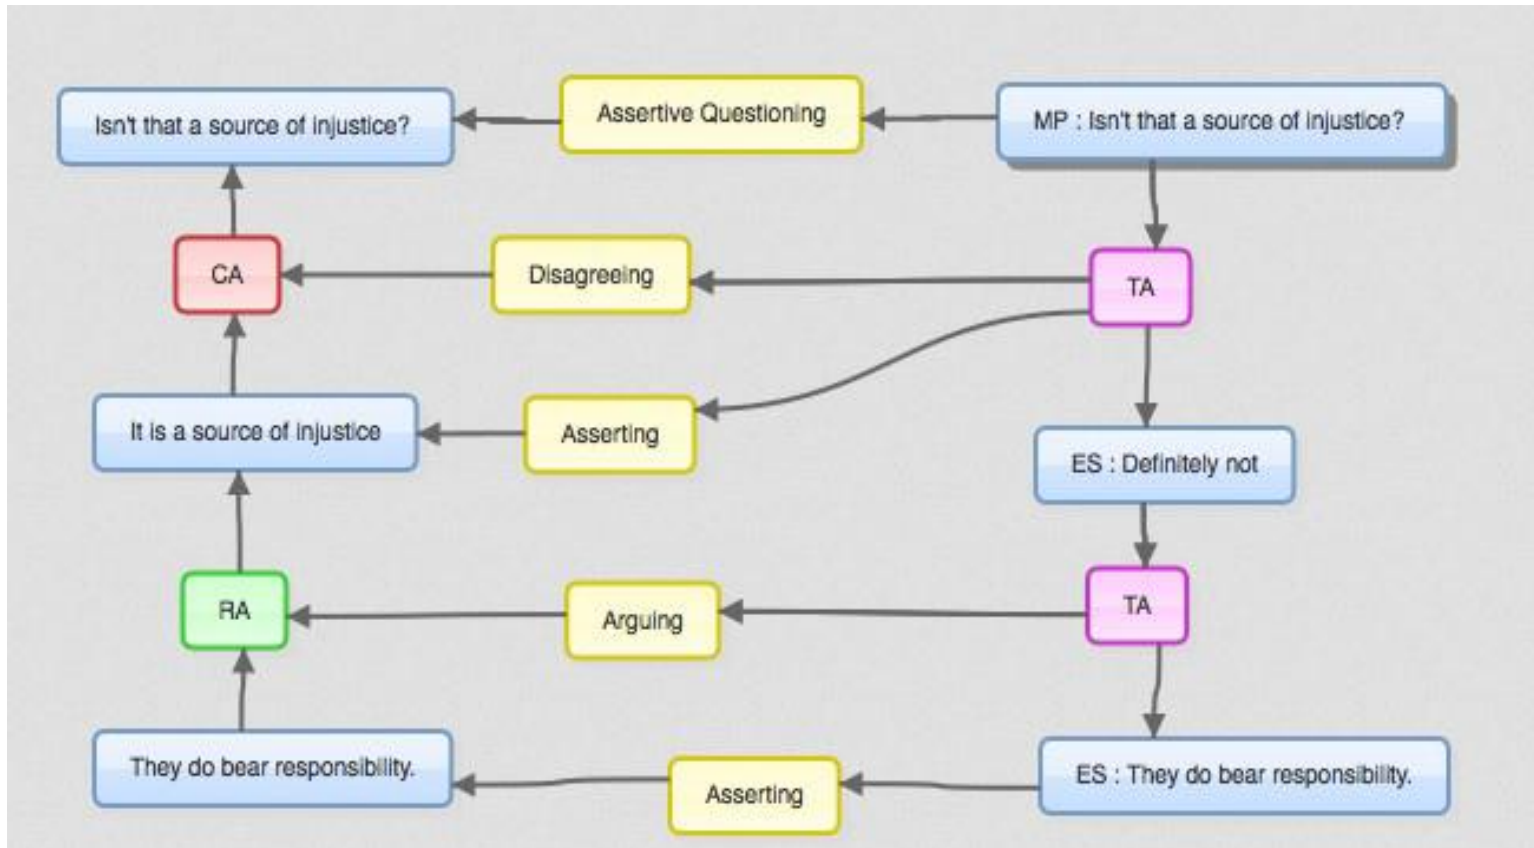 Isn't that a source of injustice?
Assertive Questioning
MP : Isn't that a source of injustice?
CA
Disagreeing
TA
It is a source of injustice
Asserting
ES : Definitely not
RA
Arguing
TA
They do bear responsibility.
Asserting
ES : They do bear responsibility.